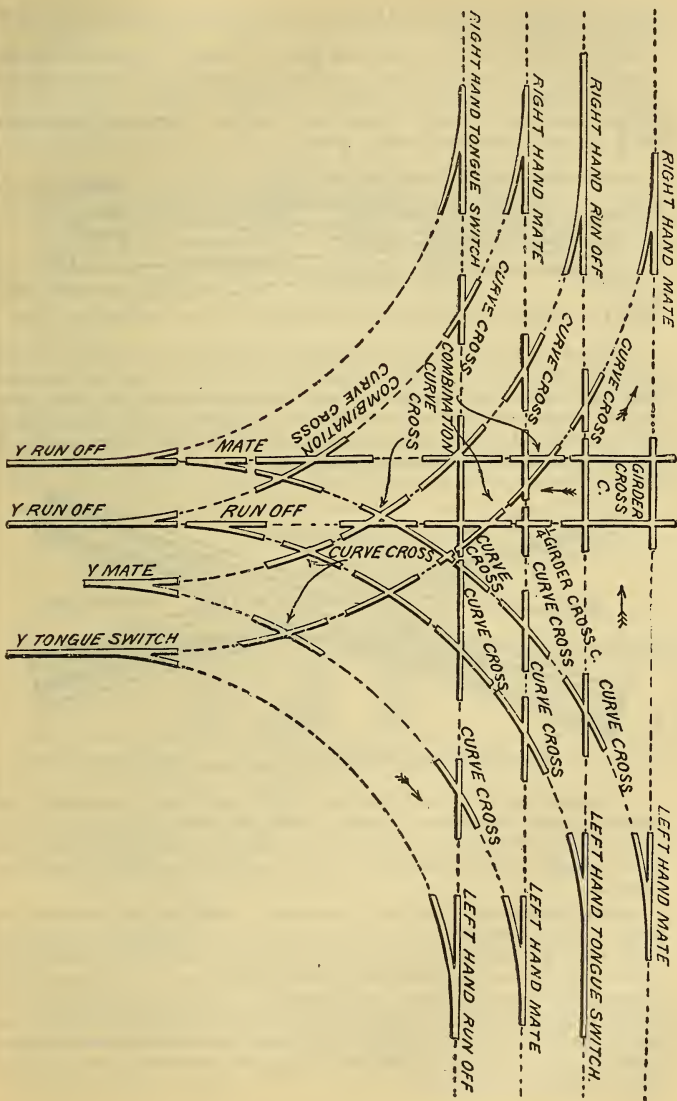 RIGHT HAND TONGUE SWITCH
RIGHT HAND MATE
RIGHT HAND RUN OFF
RIGHT HAND MATE
CURVE CROSS
CURVE CROSS
CURVE CROSS
COMBINATION
CURVE
CROSS
COMBINATION
CURVE CROSS
GIRDER
CROSS
C.
Y RUN OFF
MATE
Y RUN OFF
RUN OFF
Y MATE
Y TONGUE SWITCH
CURVE CROSS
CURVE
CROSS
GIRDER CROSS C.
CURVE CROSS
CURVE CROSS
CURVE CROSS
CURVE CROSS
CURVE CROSS
LEFT HAND RUN OFF
LEFT HAND MATE
LEFT HAND TONGUE SWITCH.
LEFT HAND MATE